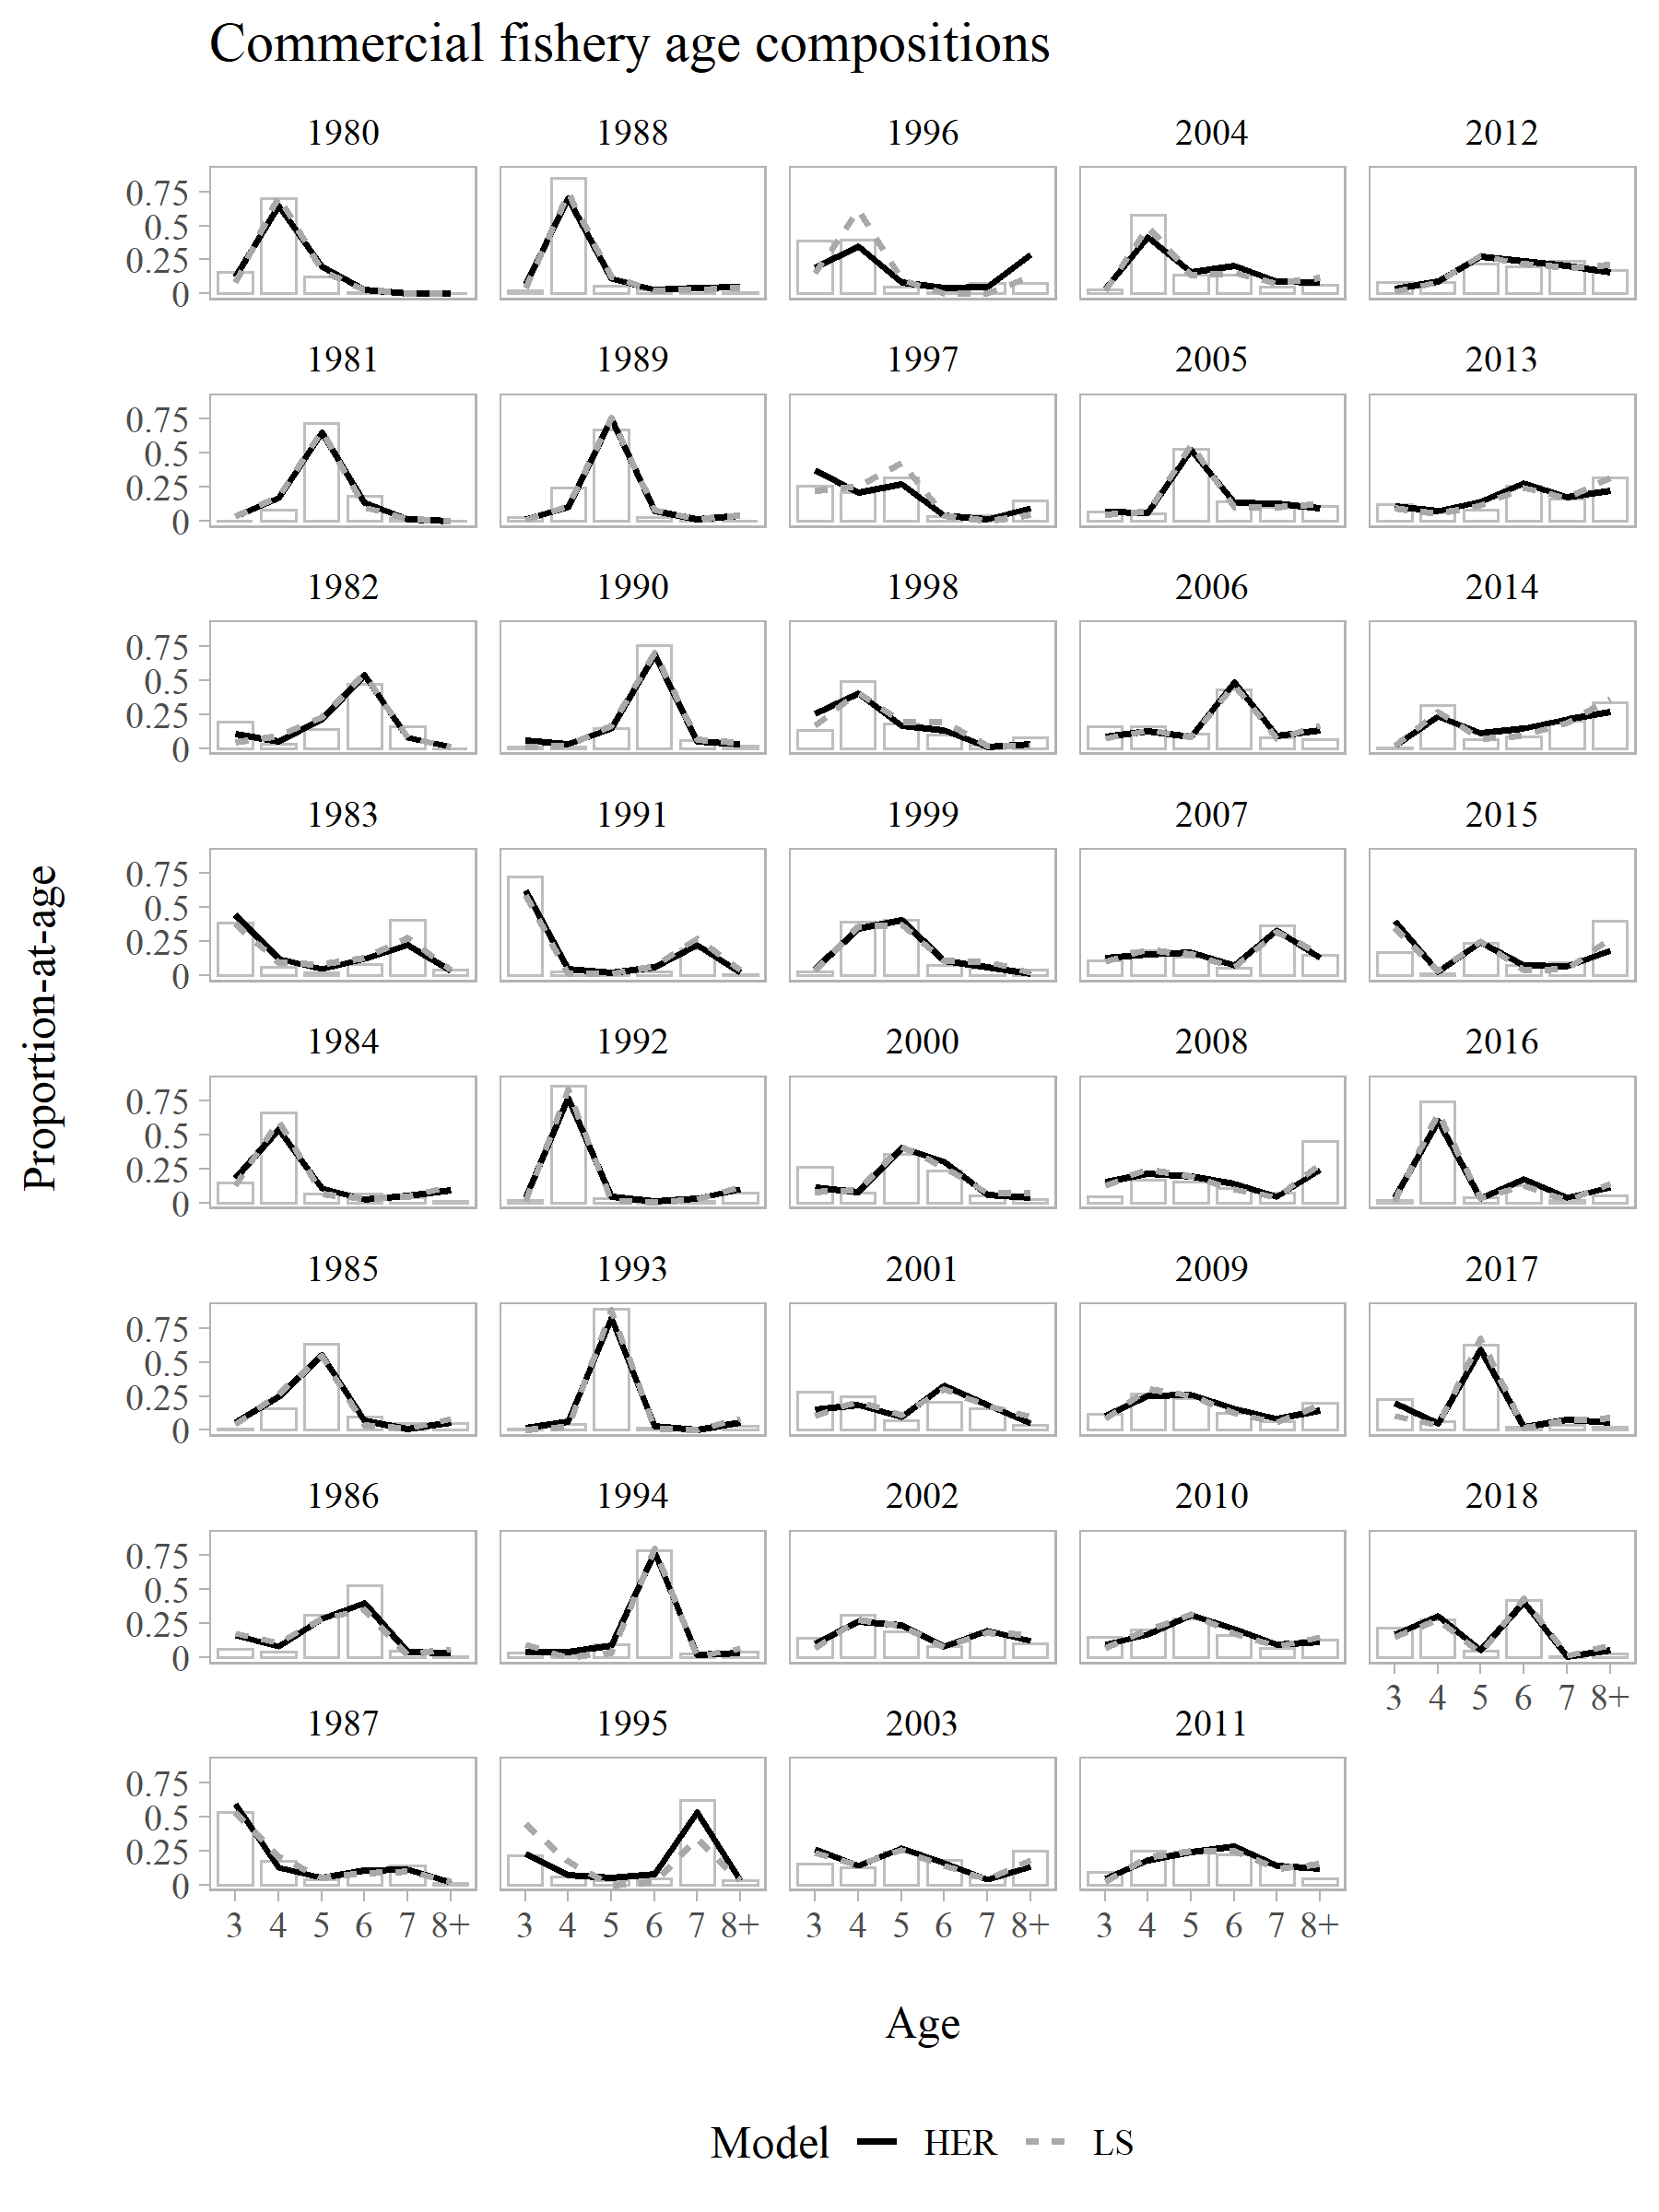 Commercial fishery age compositions
1980 1988 1996 2004 2012
0.75
0.5
0.25
0
1981 1989 1997 2005 2013
0.75
0.5
0.25
0
1982 1990 1998 2006 2014
0.75
0.5
0.25
0
1983 1991 1999 2007 2015
0.75
0.5
0.25
0
Proportion-at-age
1984 1992 2000 2008 2016
0.75
0.5
0.25
0
1985 1993 2001 2009 2017
0.75
0.5
0.25
0
1986 1994 2002 2010 2018
0.75
0.5
0.25
0
3 4 5 6 7 8+
1987 1995 2003 2011
0.75
0.5
0.25
0
3 4 5 6 7 8+ 3 4 5 6 7 8+ 3 4 5 6 7 8+ 3 4 5 6 7 8+
Age
Model HER LS